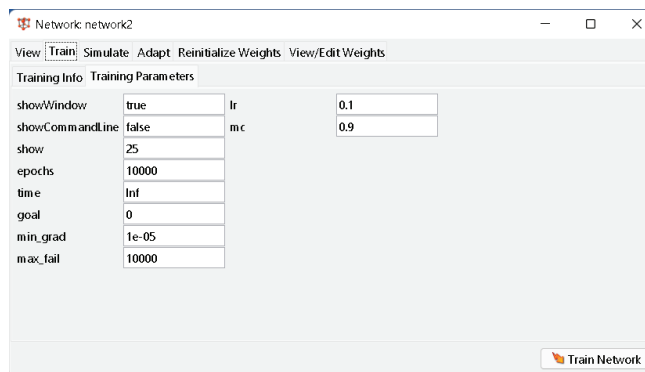 Network: network2
View Train Simulate Adapt Reinitialize Weights View/Edit Weights
Training Info Training Parameters
showWindow true lr 0.1
showCommandLine false mc 0.9
show 25
epochs 10000
time Inf
goal 0
min_grad 1e-05
max_fail 10000
Train Network